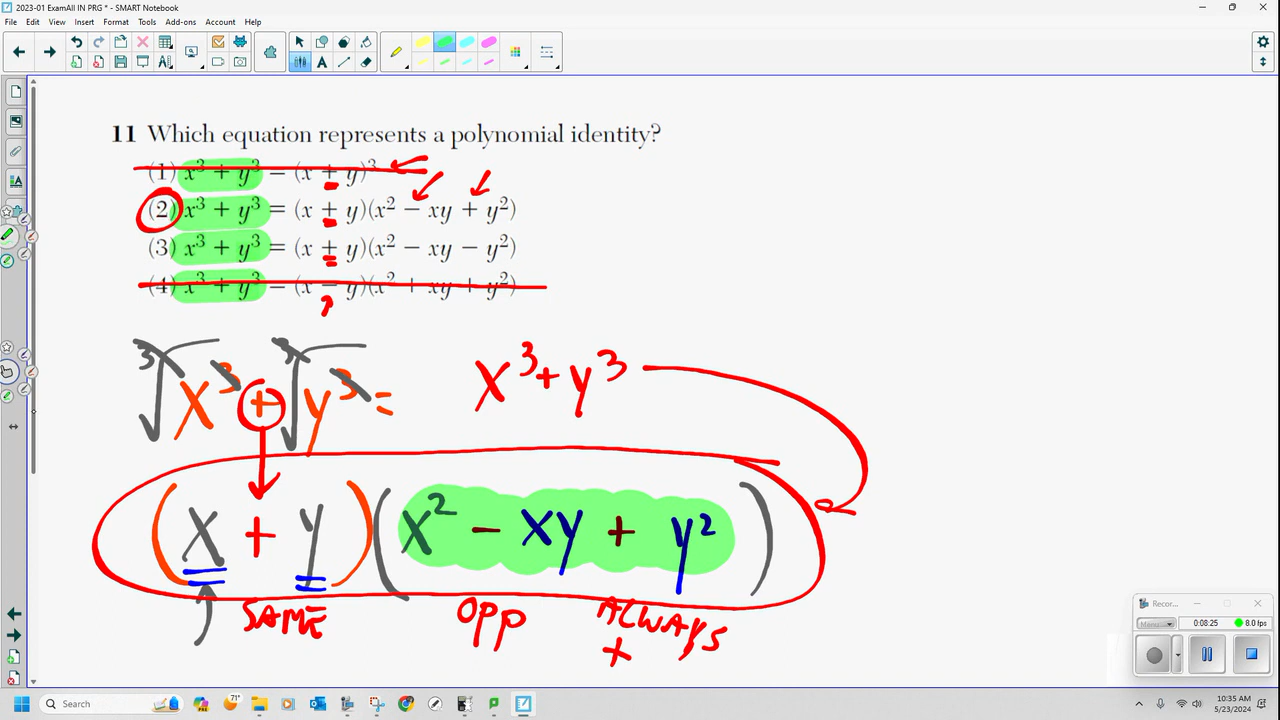 2023-01 ExamAll IN PRG * - SMART Notebook
File Edit View Insert Format Tools Add-ons Account Help
11 Which equation represents a polynomial identity?
(1) x³ + y³ = (x + y)³
(2) x³ + y³ = (x + y)(x² − xy + y²)
(3) x³ + y³ = (x + y)(x² − xy − y²)
(4) x³ + y³ = (x − y)(x² + xy + y²)
∛x³ + ∛y³ =
x³ + y³
(x + y)(x² − xy + y²)
SAME OPP ALWAYS
+
Recor...
Menu
0:08:25 8.0 fps
Search
71°
10:35 AM
5/23/2024